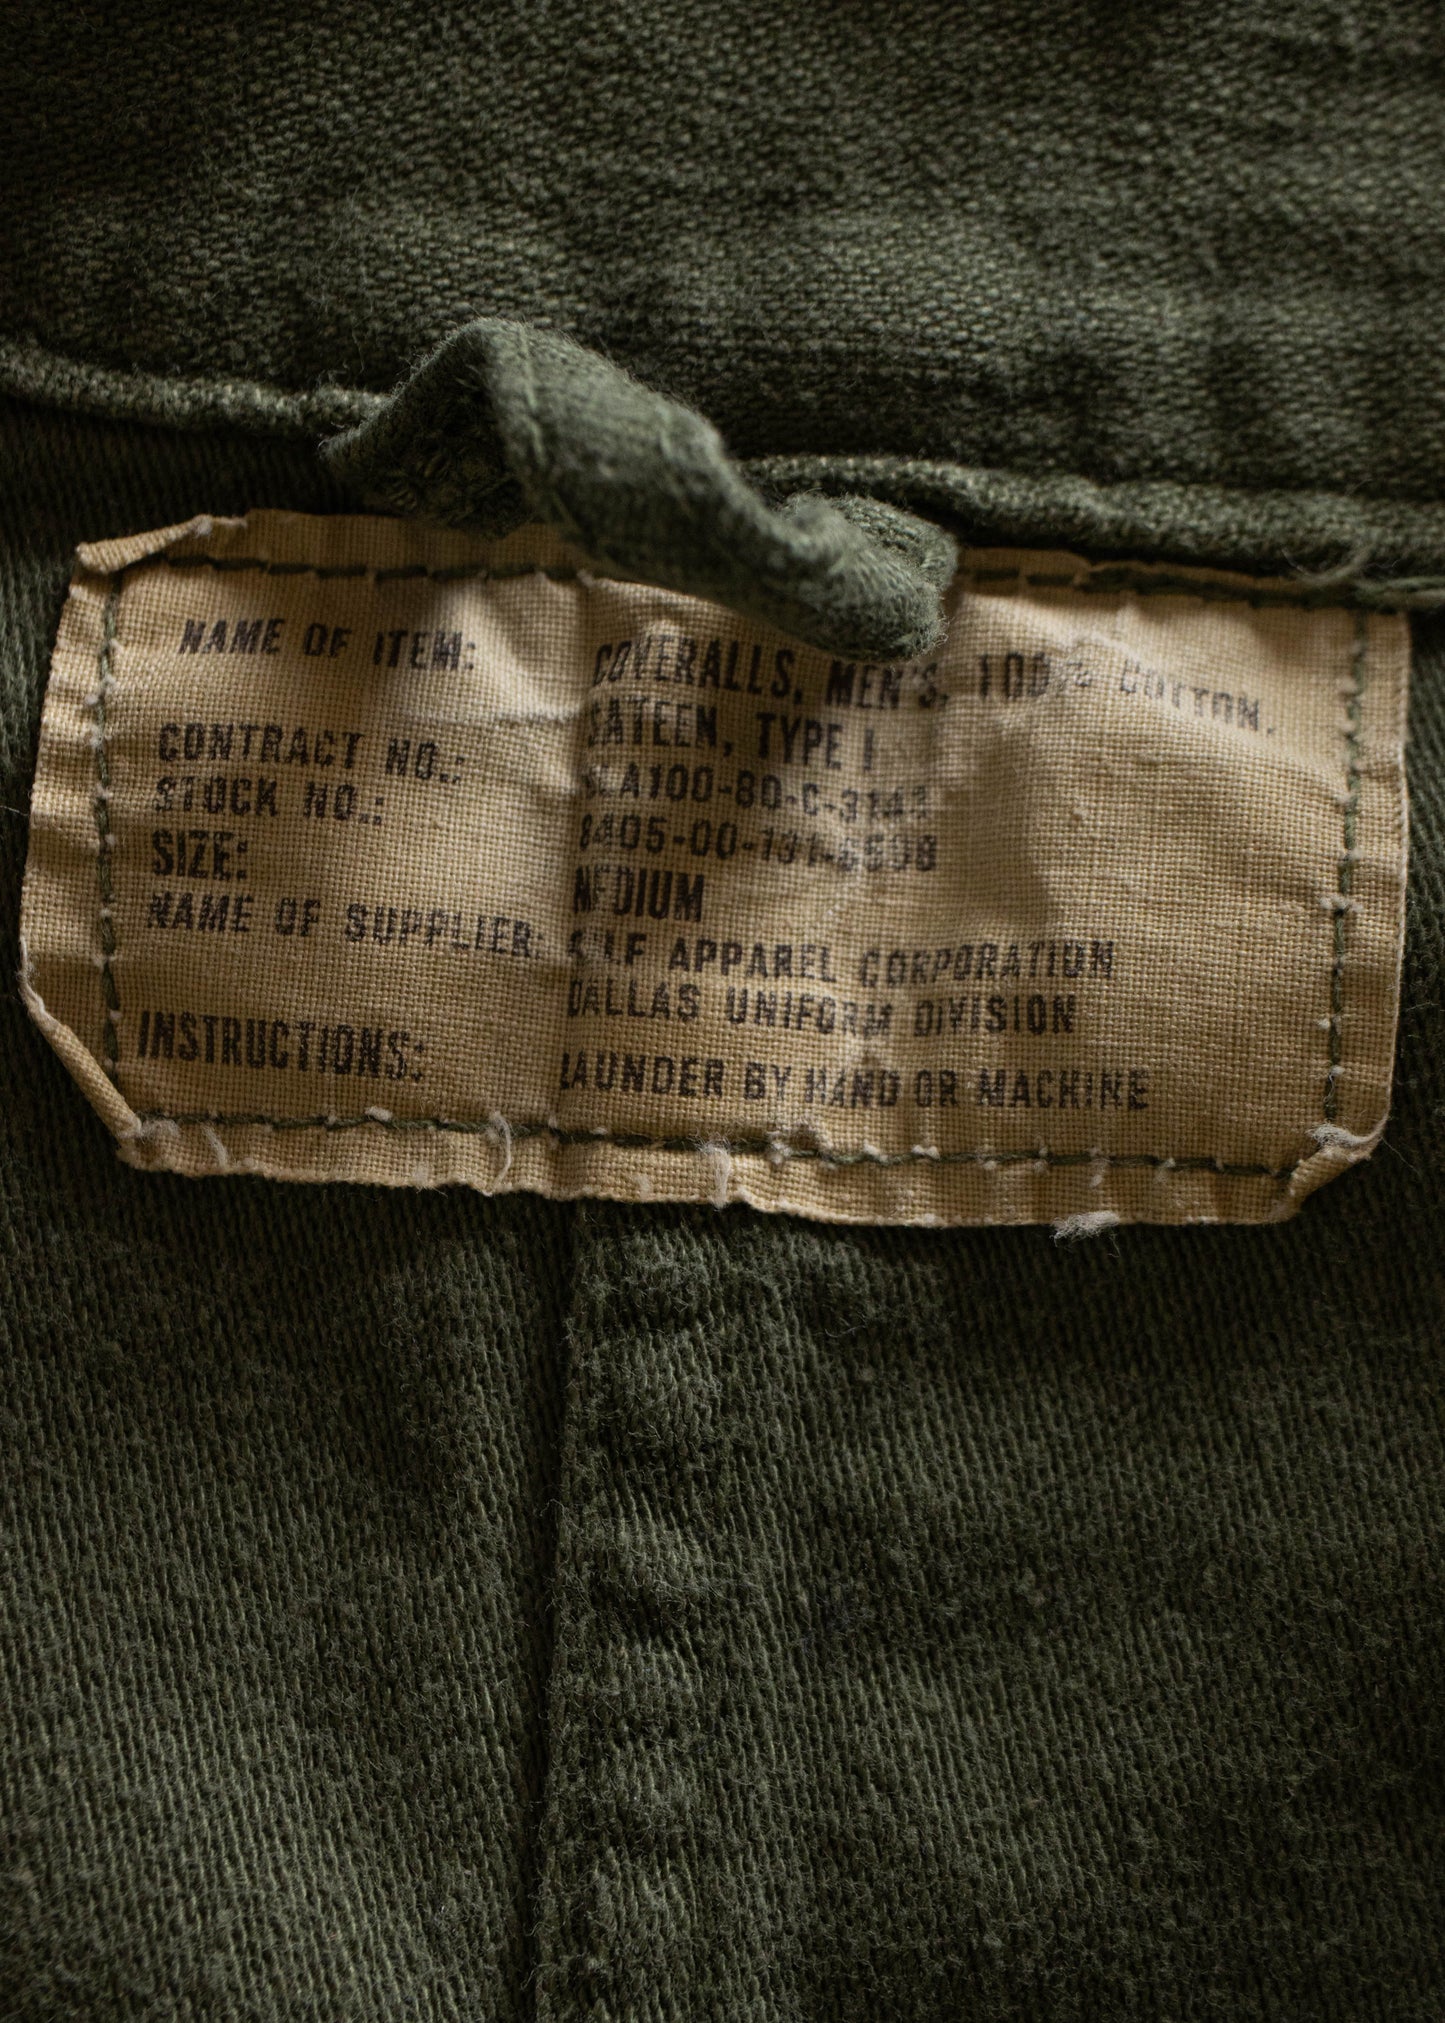 NAME OF ITEM: COVERALLS, MEN'S, 100% COTTON,
SATEEN, TYPE I
CONTRACT NO.:
STOCK NO.:
SIZE: MEDIUM
NAME OF SUPPLIER: APPAREL CORPORATION
DALLAS UNIFORM DIVISION
INSTRUCTIONS: LAUNDER BY HAND OR MACHINE